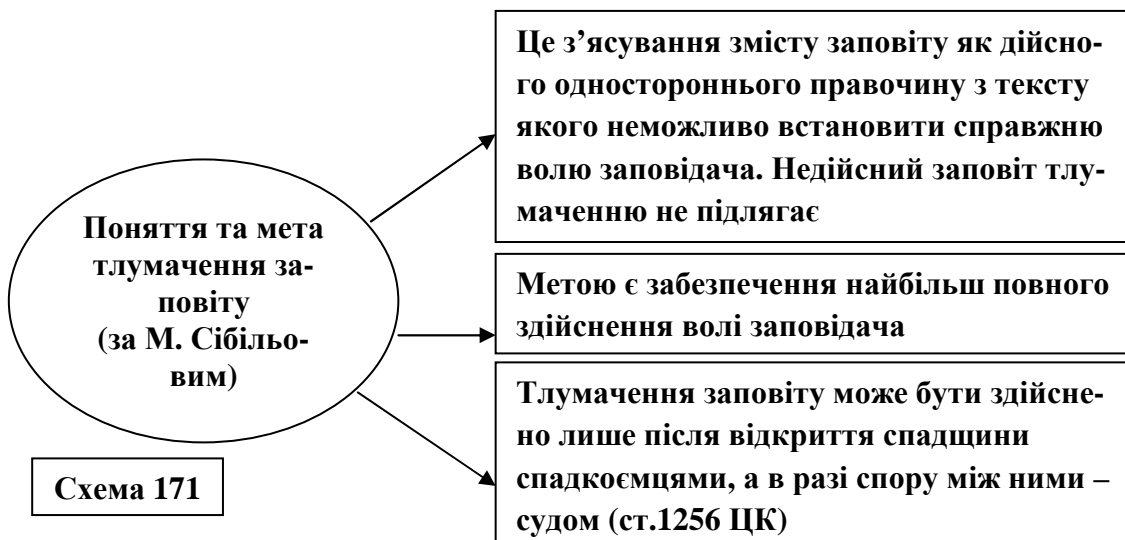 Поняття та мета
тлумачення за-
повіту
(за М. Сібільо-
вим)
Це з’ясування змісту заповіту як дійсно-
го одностороннього правочину з тексту
якого неможливо встановити справжню
волю заповідача. Недійсний заповіт тлу-
маченню не підлягає
Метою є забезпечення найбільш повного
здійснення волі заповідача
Тлумачення заповіту може бути здійсне-
но лише після відкриття спадщини
спадкоємцями, а в разі спору між ними –
судом (ст.1256 ЦК)
Схема 171